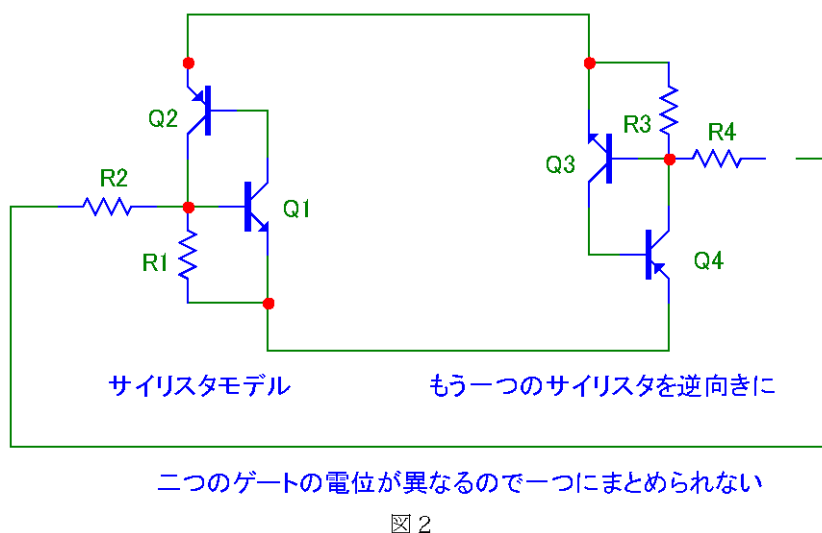 Q2
R3
R4
Q3
R2
Q1
R1
Q4
サイリスタモデル
もう一つのサイリスタを逆向きに
二つのゲートの電位が異なるので一つにまとめられない
図２